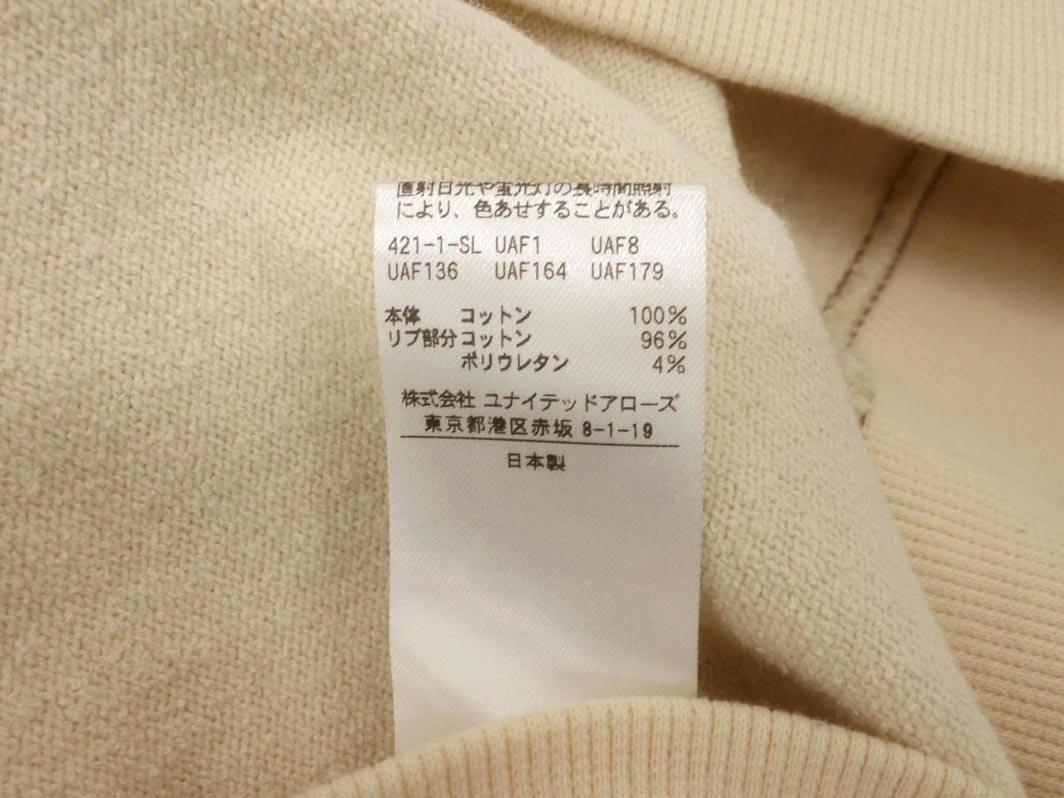 直射日光や蛍光灯の長時間照射
により、色あせすることがある。
421-1-SL UAF1 UAF8
UAF136 UAF164 UAF179
本体 コットン 100%
リブ部分 コットン 96%
ポリウレタン 4%
株式会社 ユナイテッドアローズ
東京都港区赤坂 8-1-19
日本製